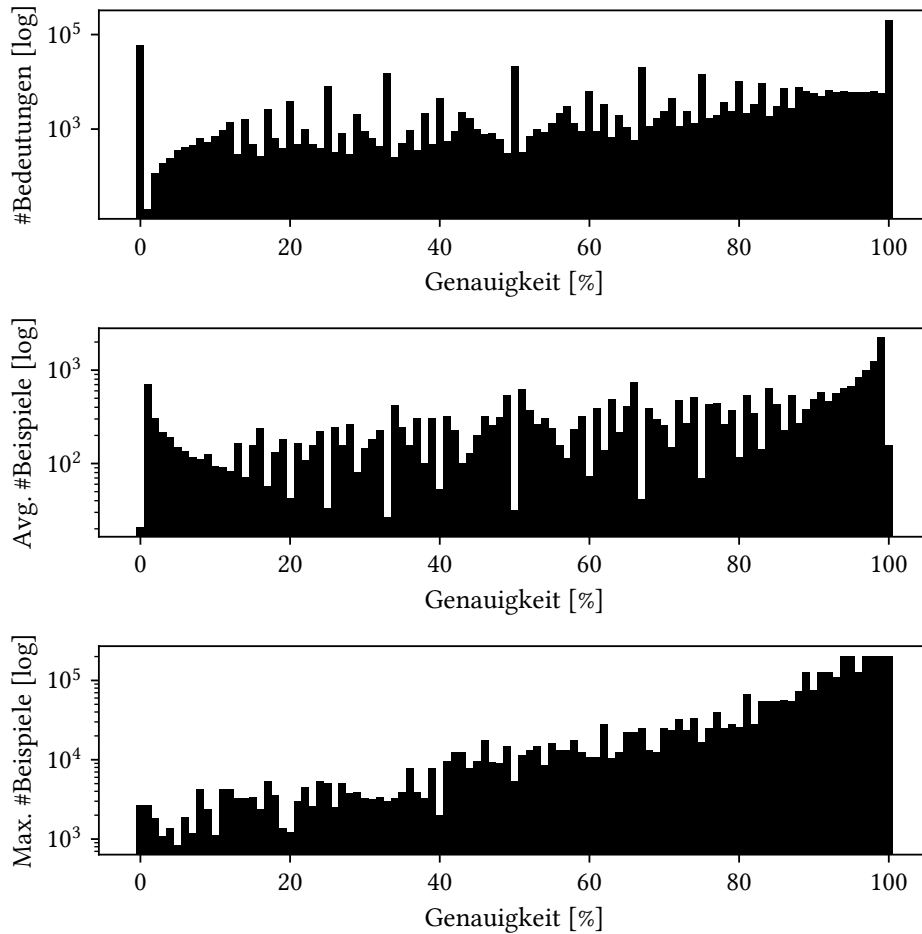 #Bedeutungen [log]
10^5
10^3
0 20 40 60 80 100
Genauigkeit [%]
Avg. #Beispiele [log]
10^3
10^2
0 20 40 60 80 100
Genauigkeit [%]
Max. #Beispiele [log]
10^5
10^4
10^3
0 20 40 60 80 100
Genauigkeit [%]